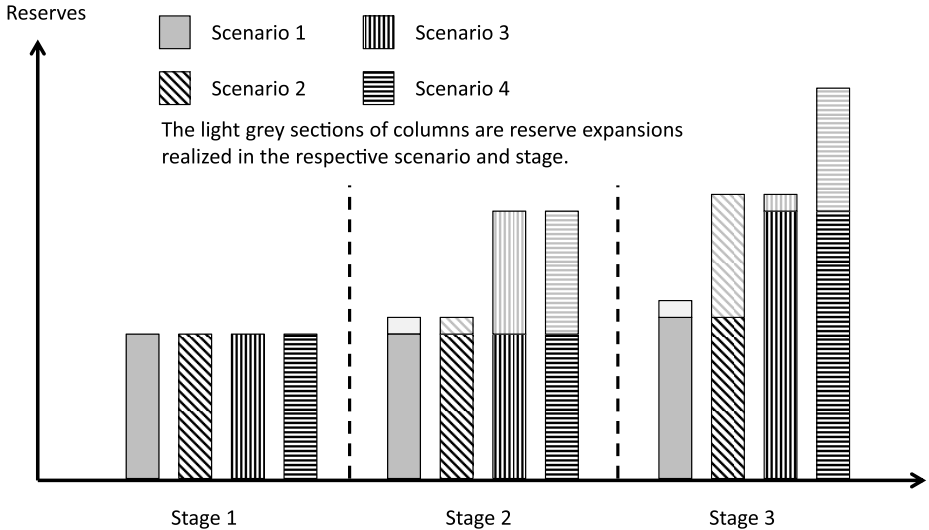 Reserves
Scenario 1
Scenario 3
Scenario 2
Scenario 4
The light grey sections of columns are reserve expansions
realized in the respective scenario and stage.
Stage 1
Stage 2
Stage 3